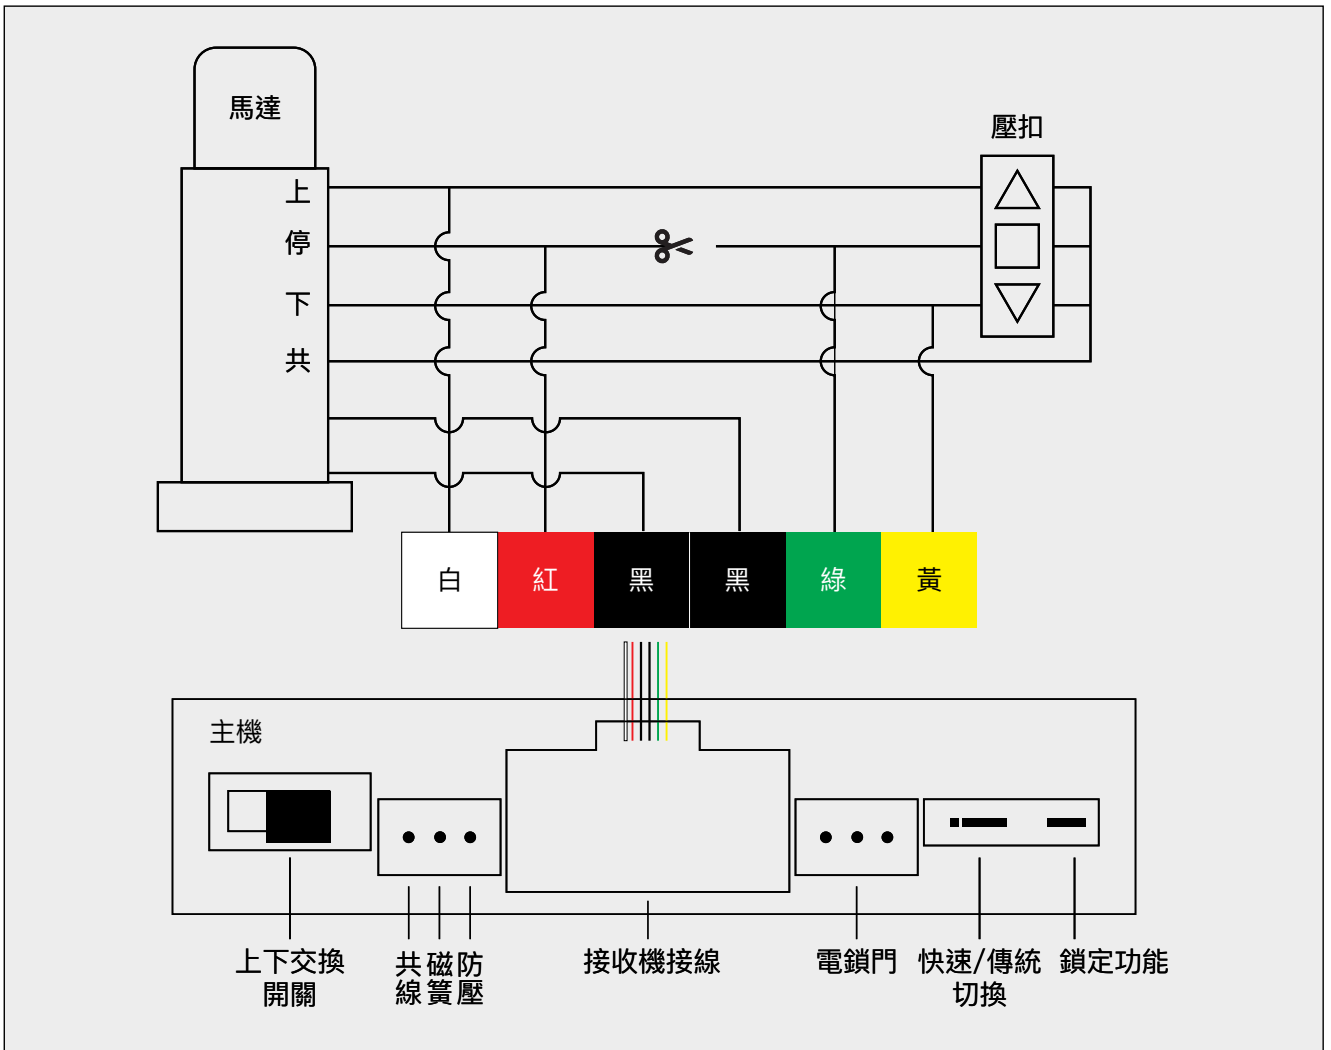 馬達
壓扣
上
停
下
共
白
紅
黑
黑
綠
黃
主機
上下交換
開關
共線
磁簧
防壓
接收機接線
電鎖門
快速/傳統
切換
鎖定功能